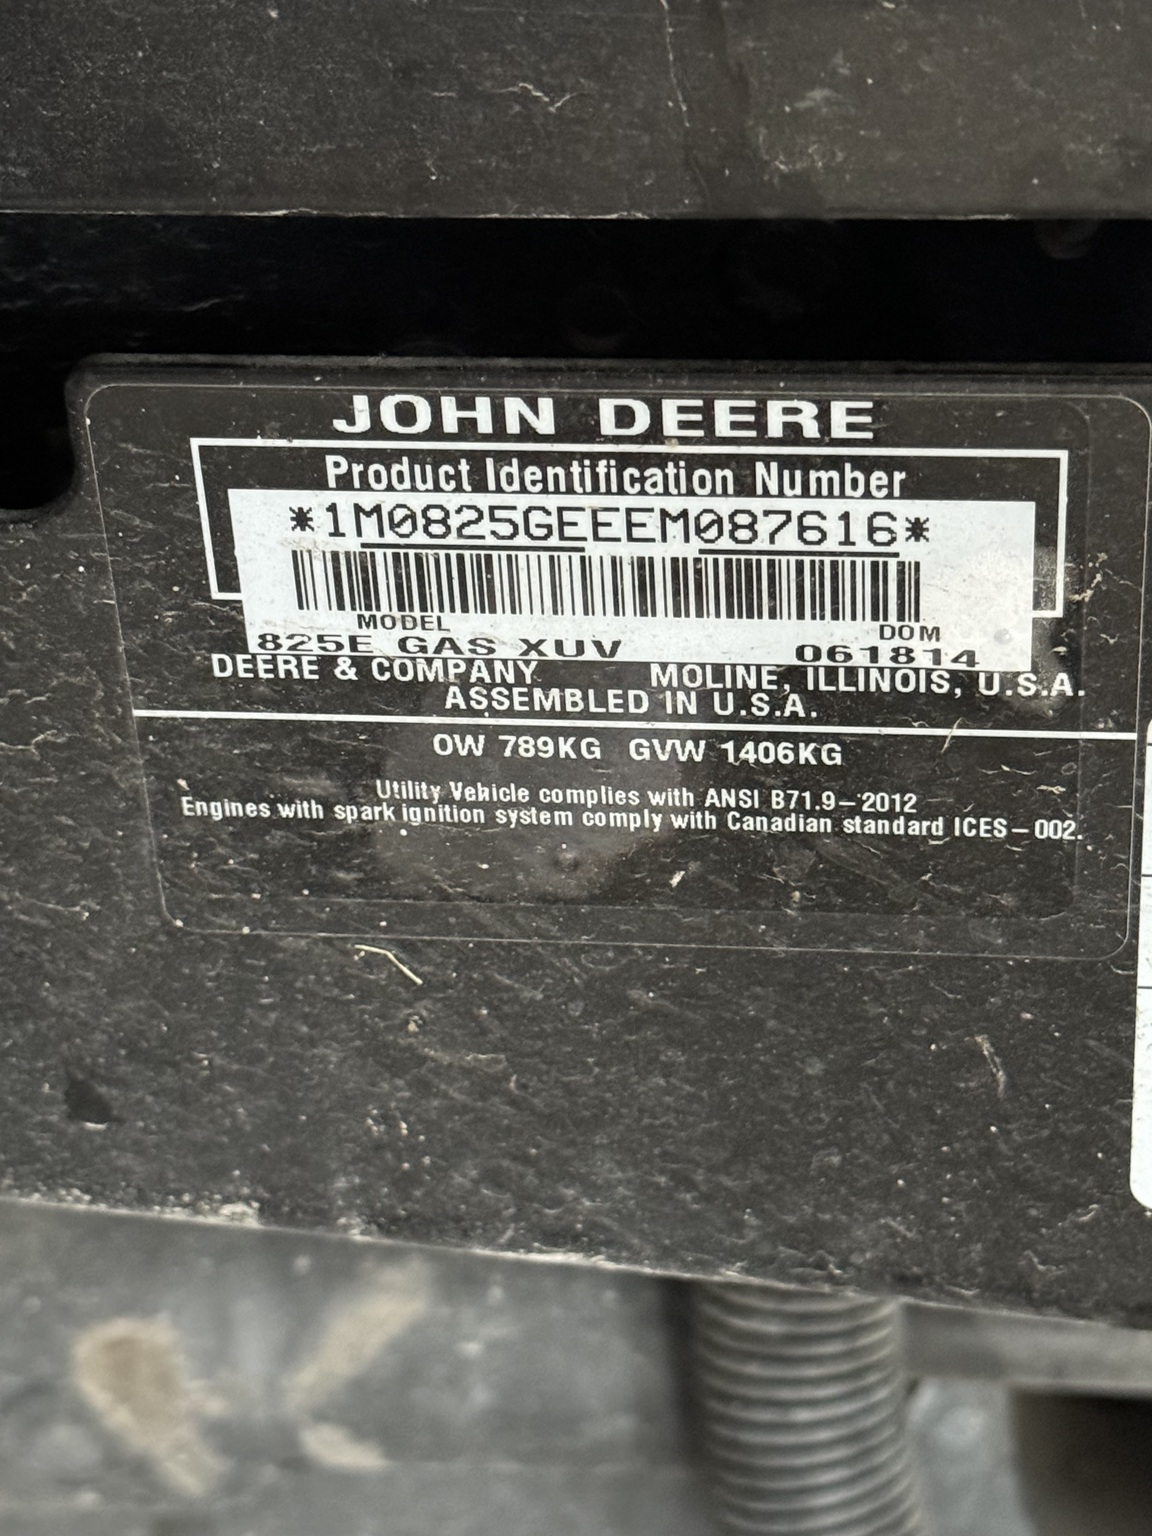 JOHN DEERE
Product Identification Number
*1M0825GEEEM087616*
MODEL DOM
825E GAS XUV 061814
DEERE & COMPANY MOLINE, ILLINOIS, U.S.A.
ASSEMBLED IN U.S.A.
OW 789KG GVW 1406KG
Utility Vehicle complies with ANSI B71.9-2012
Engines with spark ignition system comply with Canadian standard ICES-002.